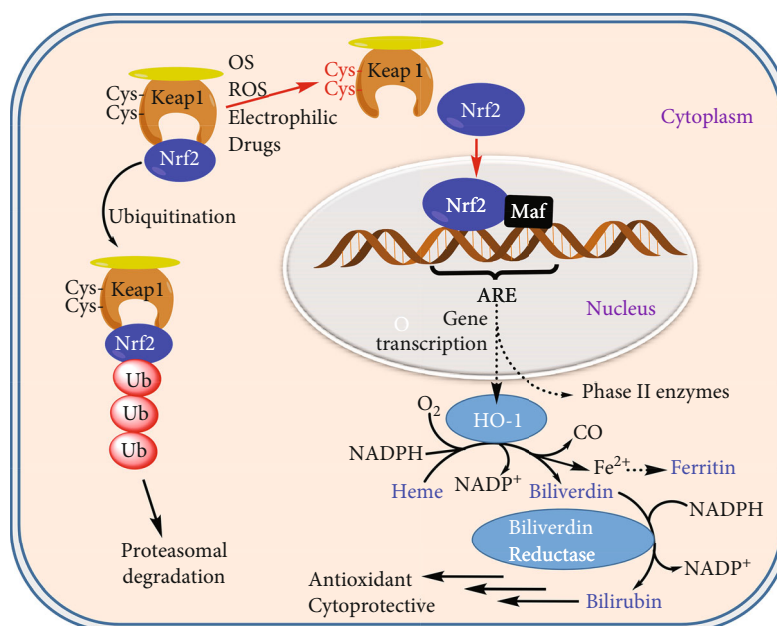 OS
ROS
Electrophilic
Drugs
Cys-
Cys-
Keap1
Nrf2
Cys-
Cys-
Keap 1
Nrf2
Cytoplasm
Ubiquitination
Nrf2
Maf
ARE
Nucleus
O
Gene
transcription
Cys-
Cys-
Keap1
Nrf2
Ub
Ub
Ub
Proteasomal
degradation
Phase II enzymes
HO-1
O2
NADPH
Heme
NADP+
CO
Fe2+
Ferritin
Biliverdin
NADPH
Biliverdin
Reductase
NADP+
Bilirubin
Antioxidant
Cytoprotective